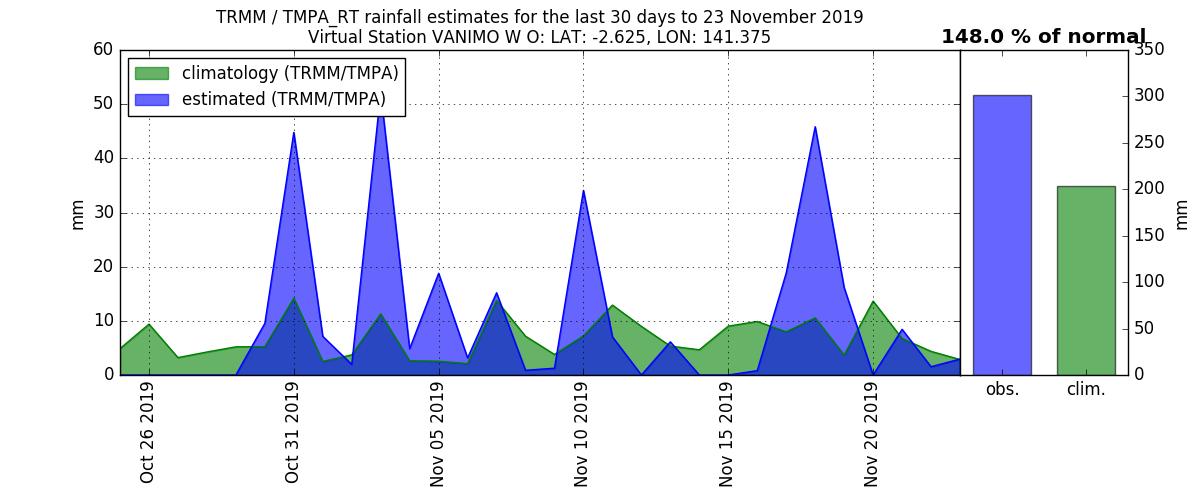 TRMM / TMPA_RT rainfall estimates for the last 30 days to 23 November 2019
Virtual Station VANIMO W O: LAT: -2.625, LON: 141.375
148.0 % of normal
climatology (TRMM/TMPA)
estimated (TRMM/TMPA)
60
50
40
30
20
10
0
mm
Oct 26 2019
Oct 31 2019
Nov 05 2019
Nov 10 2019
Nov 15 2019
Nov 20 2019
350
300
250
200
150
100
50
0
mm
obs.
clim.